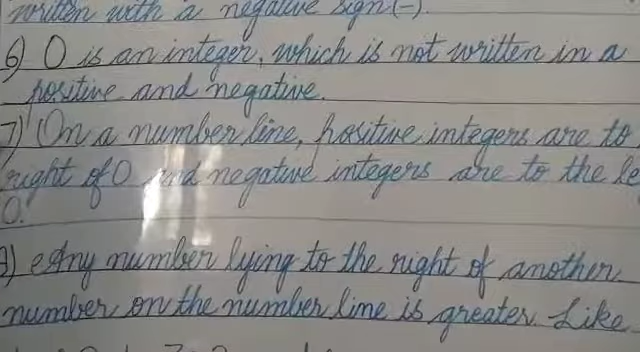 written with a negative sign (-).
6) 0 is an integer, which is not written in a
positive and negative.
7) On a number line, positive integers are to
right of 0 and negative integers are to the le
0.
number lying to the right of another
number on the number line is greater. Like